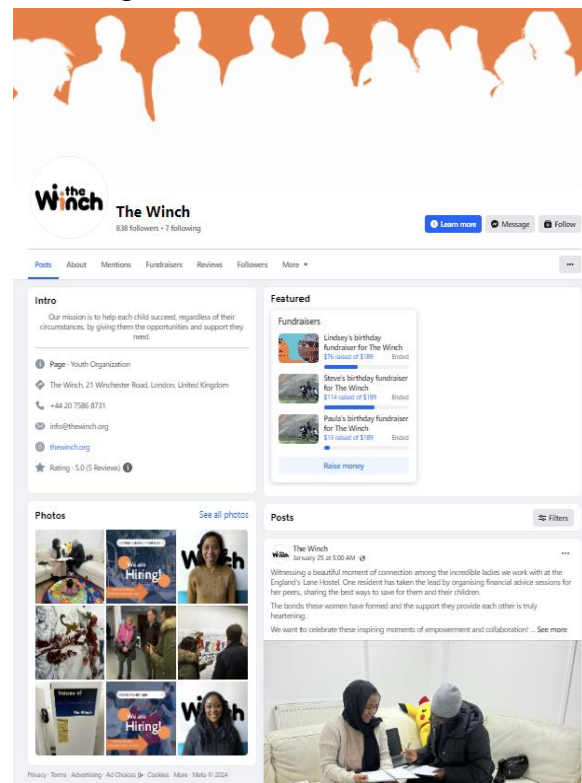 the
Winch
The Winch
838 followers • 7 following
Learn more
Message
Follow
Posts
About
Mentions
Fundraisers
Reviews
Followers
More
Intro
Our mission is to help each child succeed, regardless of their
circumstances, by giving them the opportunities and support they
need.
Page · Youth Organization
The Winch, 21 Winchester Road, London, United Kingdom
+44 20 7586 8731
info@thewinch.org
thewinch.org
Rating · 5.0 (5 Reviews)
Photos
See all photos
We are
Hiring!
We are
Hiring!
The Winch
Privacy · Terms · Advertising · Ad Choices · Cookies · More · Meta © 2024
Featured
Fundraisers
Lindsey's birthday
fundraiser for The Winch
$76 raised of $189
Ended
Steve's birthday fundraiser
for The Winch
$114 raised of $189
Ended
Paula's birthday fundraiser
for The Winch
$13 raised of $189
Ended
Raise money
Posts
Filters
The Winch
January 25 at 5:00 AM
Witnessing a beautiful moment of connection among the incredible ladies we work with at the
England's Lane Hostel. One resident has taken the lead by organising financial advice sessions for
her peers, sharing the best ways to save for them and their children.
The bonds these women have formed and the support they provide each other is truly
heartening.
We want to celebrate these inspiring moments of empowerment and collaboration! ... See more